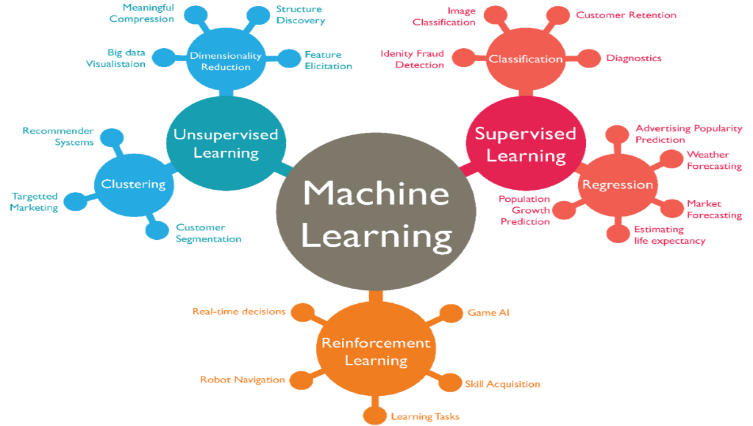 Meaningful
Compression
Structure
Discovery
Big data
Visualistaion
Dimensionality
Reduction
Feature
Elicitation
Unsupervised
Learning
Recommender
Systems
Clustering
Targetted
Marketing
Customer
Segmentation
Machine
Learning
Image
Classification
Customer Retention
Idenity Fraud
Detection
Classification
Diagnostics
Supervised
Learning
Advertising Popularity
Prediction
Weather
Forecasting
Regression
Population
Growth
Prediction
Market
Forecasting
Estimating
life expectancy
Real-time decisions
Game AI
Reinforcement
Learning
Robot Navigation
Skill Acquisition
Learning Tasks